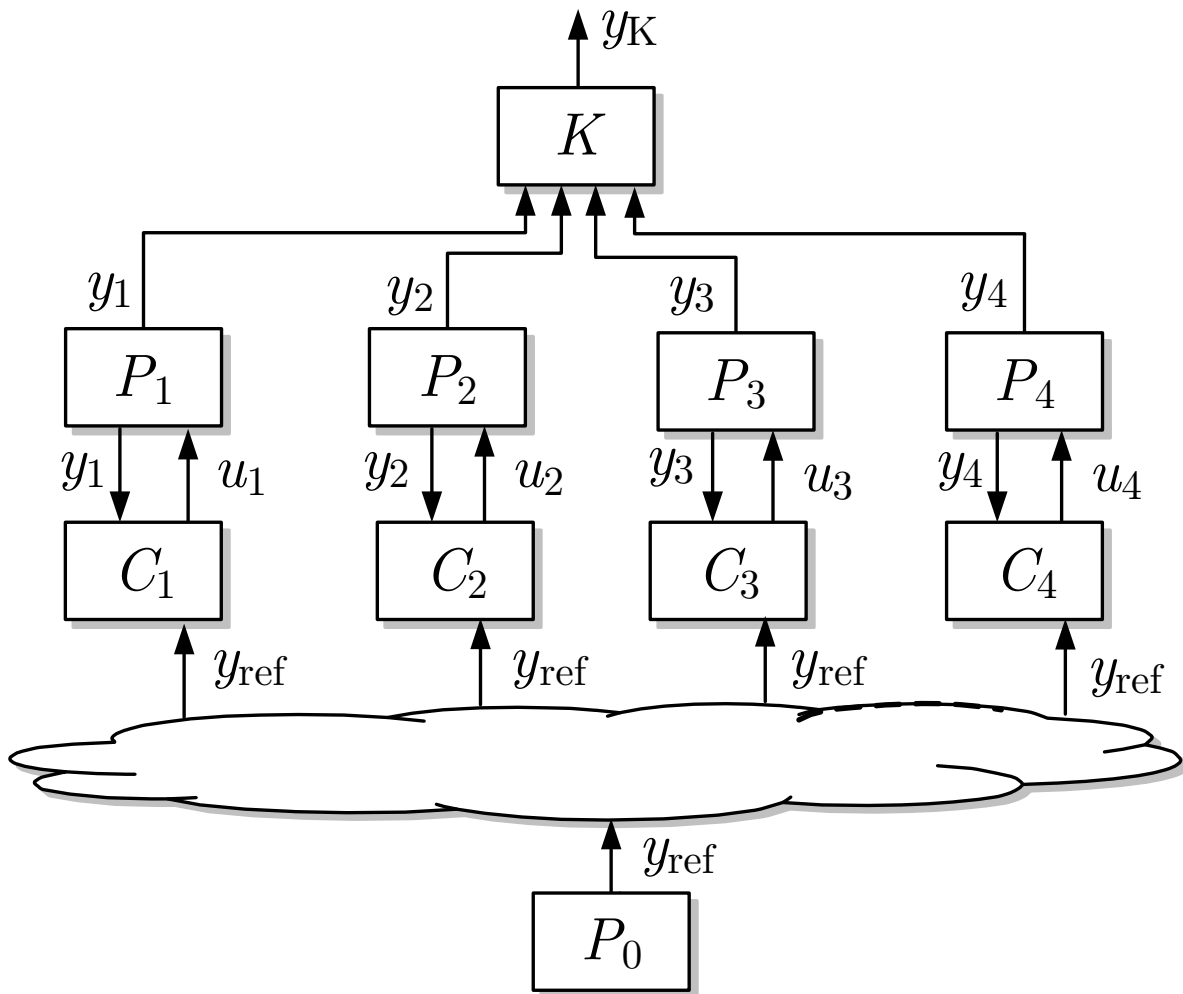 y_K
K
y_1 y_2 y_3 y_4
P_1 P_2 P_3 P_4
y_1 u_1 y_2 u_2 y_3 u_3 y_4 u_4
C_1 C_2 C_3 C_4
y_ref y_ref y_ref y_ref
y_ref
P_0